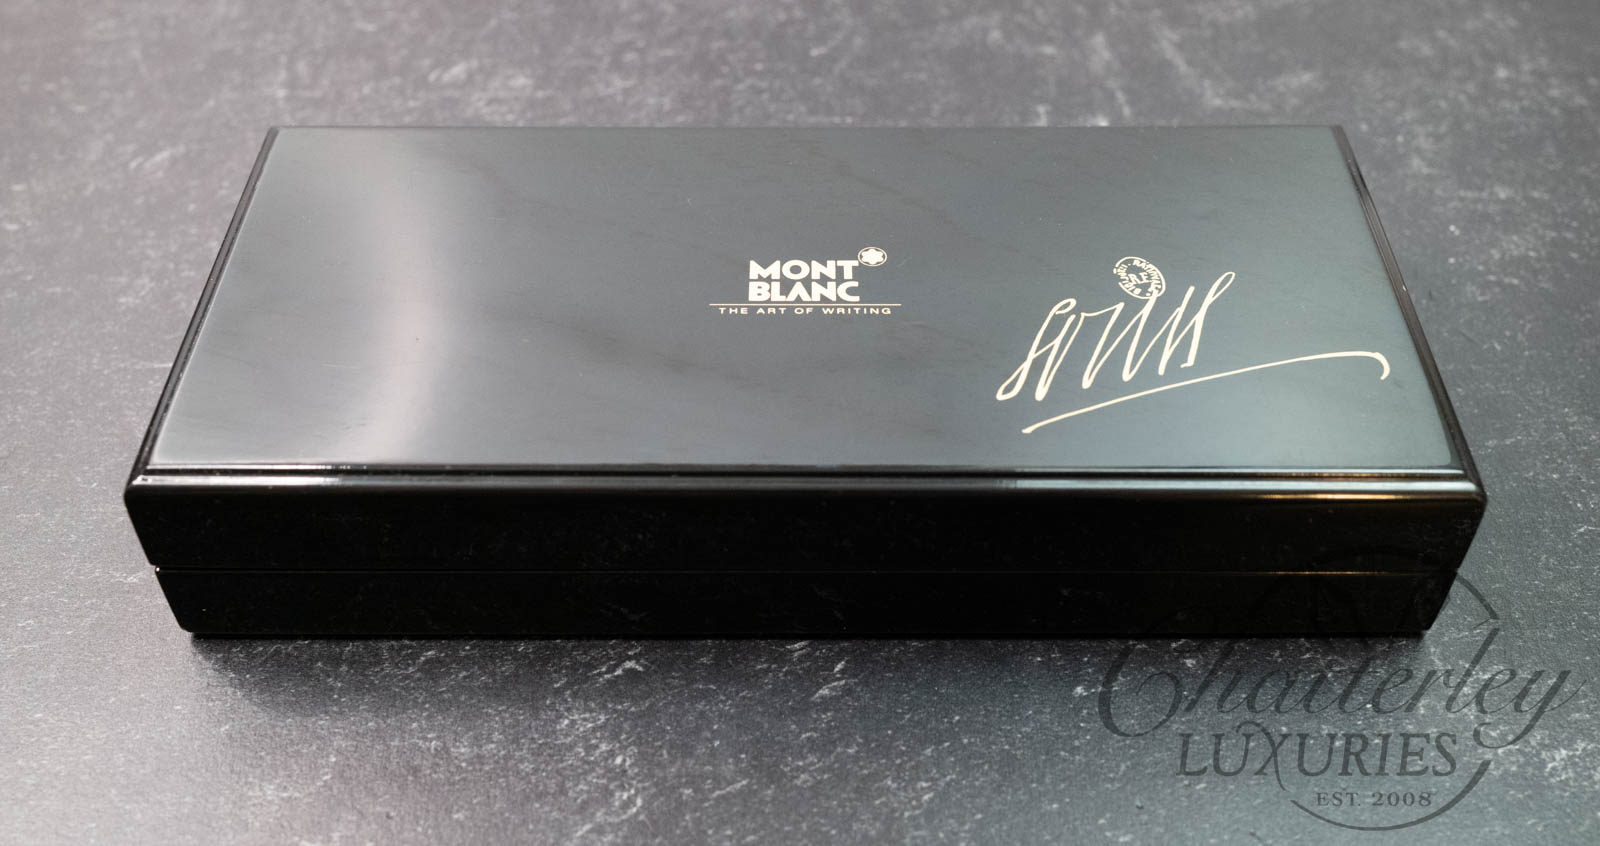 MONT
BLANC
THE ART OF WRITING
Chatterley
LUXURIES
EST. 2008